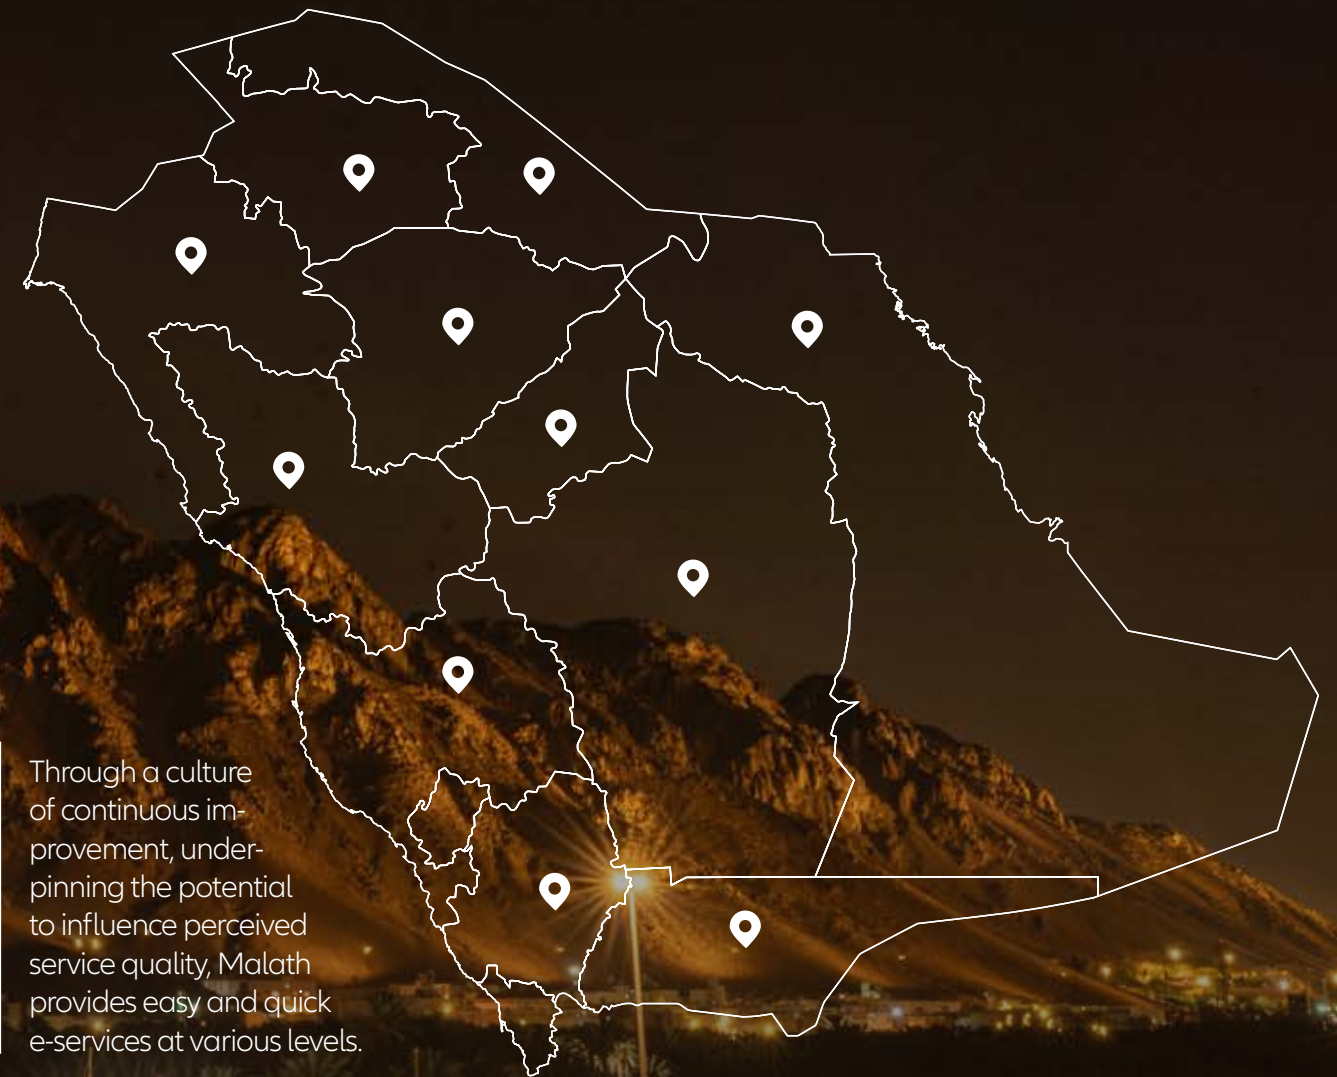 Through a culture
of continuous im-
provement, under-
pinning the potential
to influence perceived
service quality, Malath
provides easy and quick
e-services at various levels.